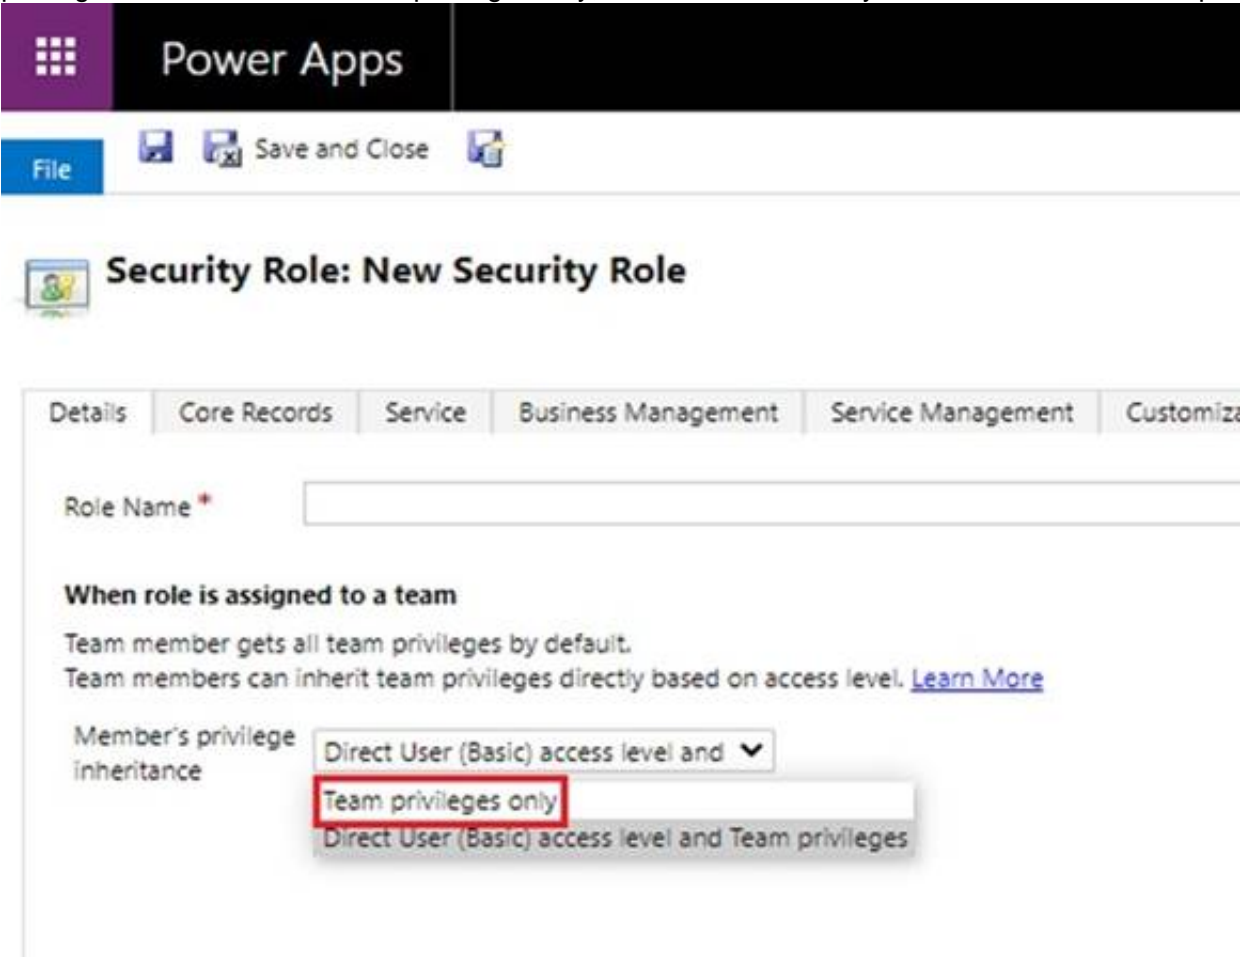 Power Apps
File
Save and Close
Security Role: New Security Role
Details Core Records Service Business Management Service Management Customiza
Role Name *
When role is assigned to a team
Team member gets all team privileges by default.
Team members can inherit team privileges directly based on access level. Learn More
Member's privilege
inheritance
Direct User (Basic) access level and
Team privileges only
Direct User (Basic) access level and Team privileges